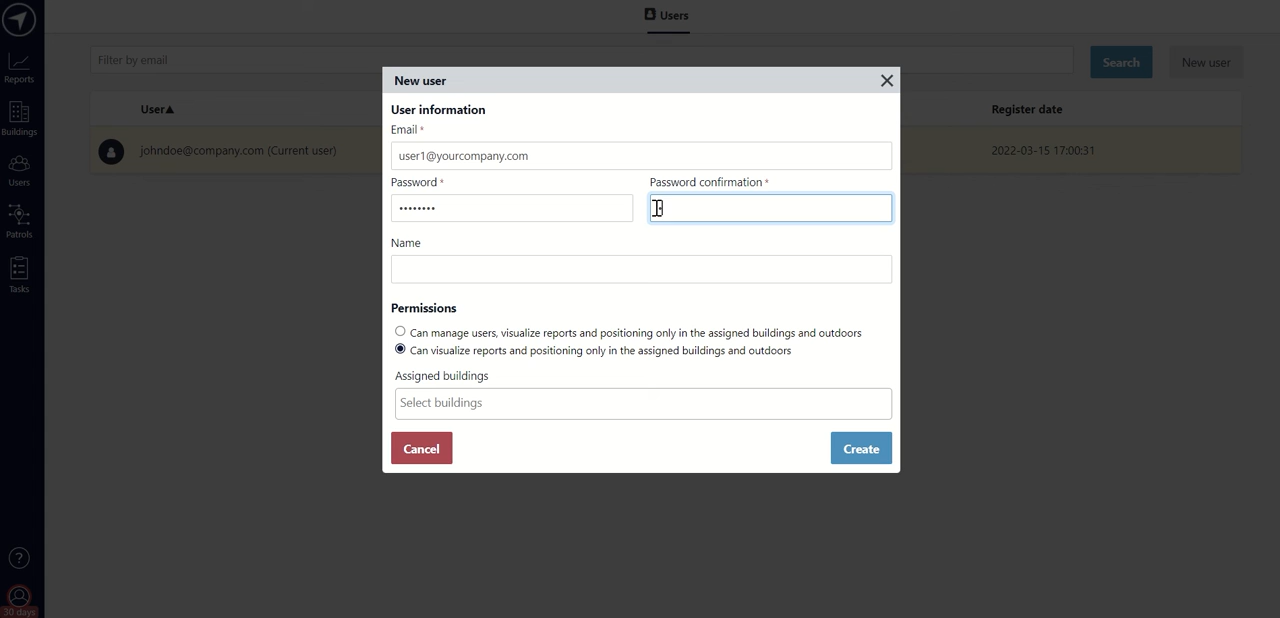 Users
Reports
Buildings
Users
Patrols
Tasks
30 days
Filter by email
Search
New user
User▲
Register date
johndoe@company.com (Current user)
2022-03-15 17:00:31
New user
User information
Email *
user1@yourcompany.com
Password *
Password confirmation *
••••••••
Name
Permissions
Can manage users, visualize reports and positioning only in the assigned buildings and outdoors
Can visualize reports and positioning only in the assigned buildings and outdoors
Assigned buildings
Select buildings
Cancel
Create